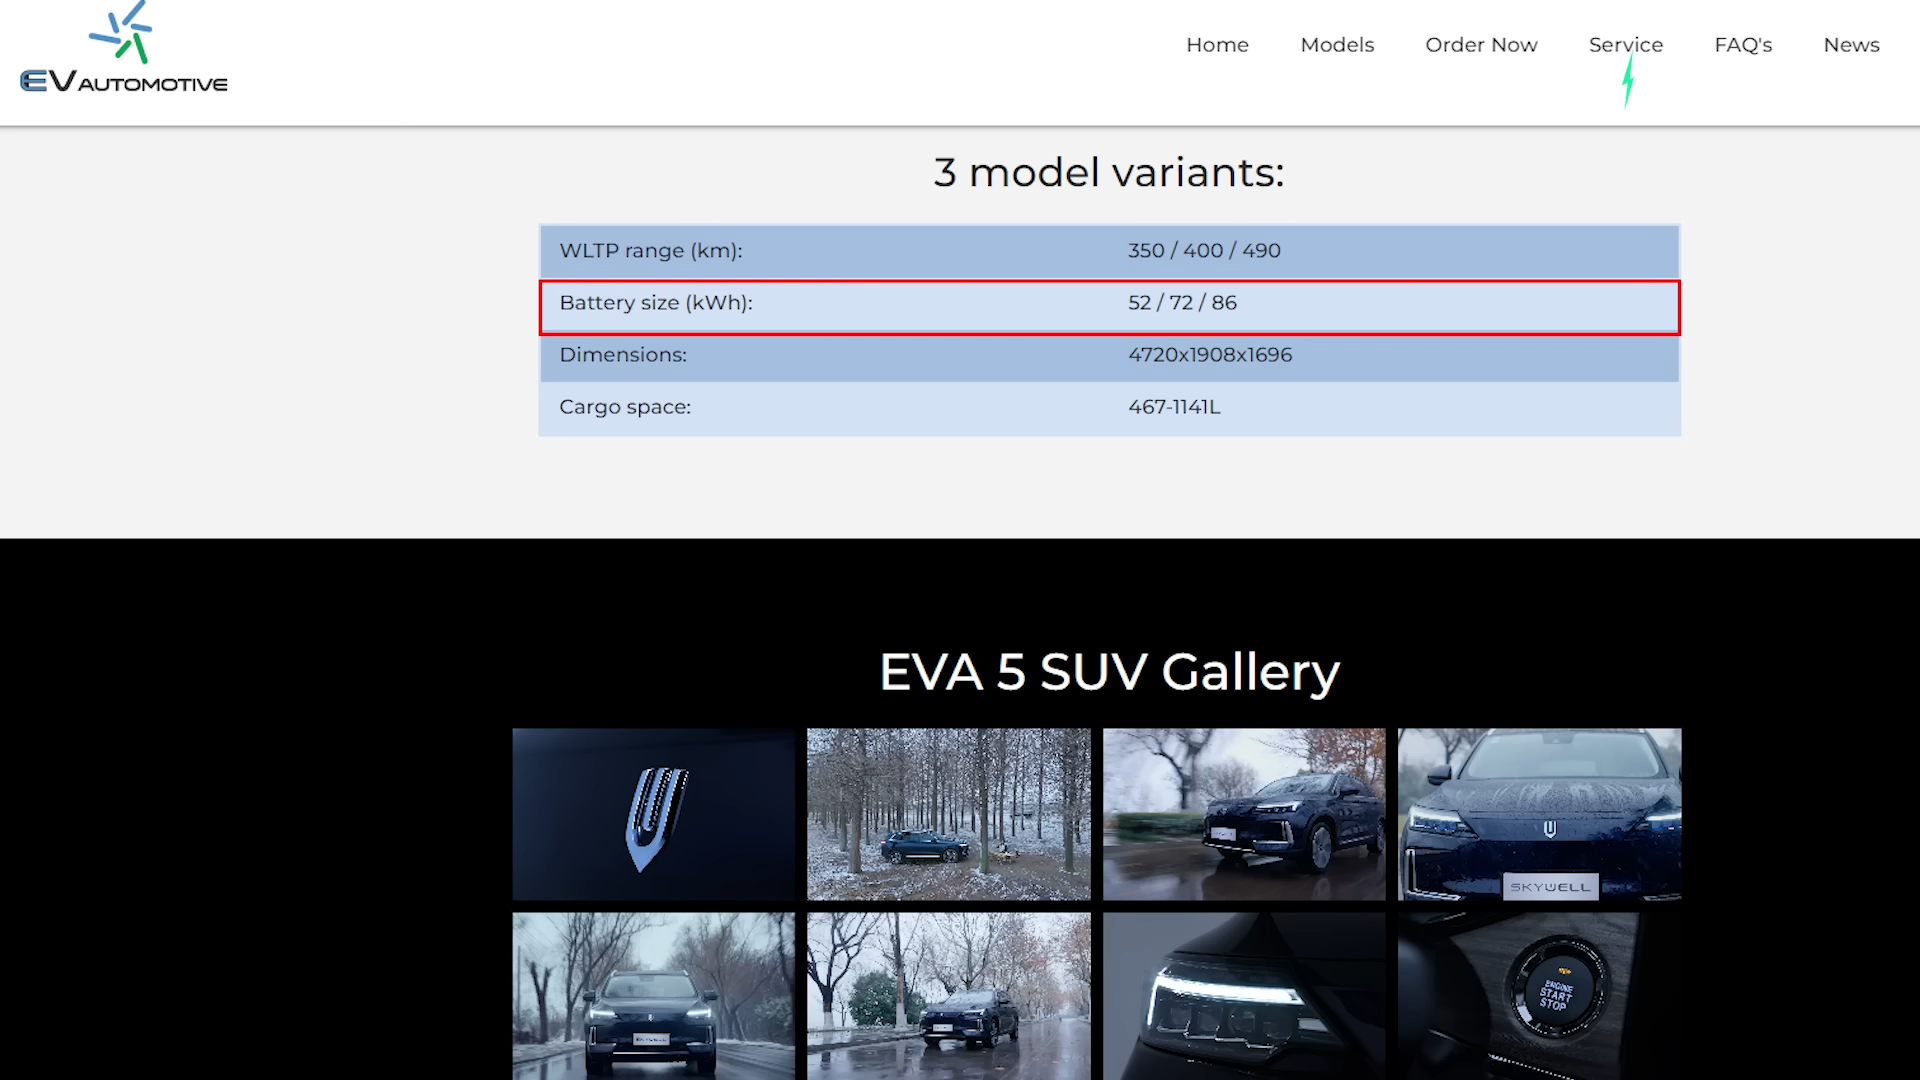 EV AUTOMOTIVE
Home Models Order Now Service FAQ's News
3 model variants:
WLTP range (km): 350 / 400 / 490
Battery size (kWh): 52 / 72 / 86
Dimensions: 4720x1908x1696
Cargo space: 467-1141L
EVA 5 SUV Gallery
SKYWELL
ENGINE
START
STOP